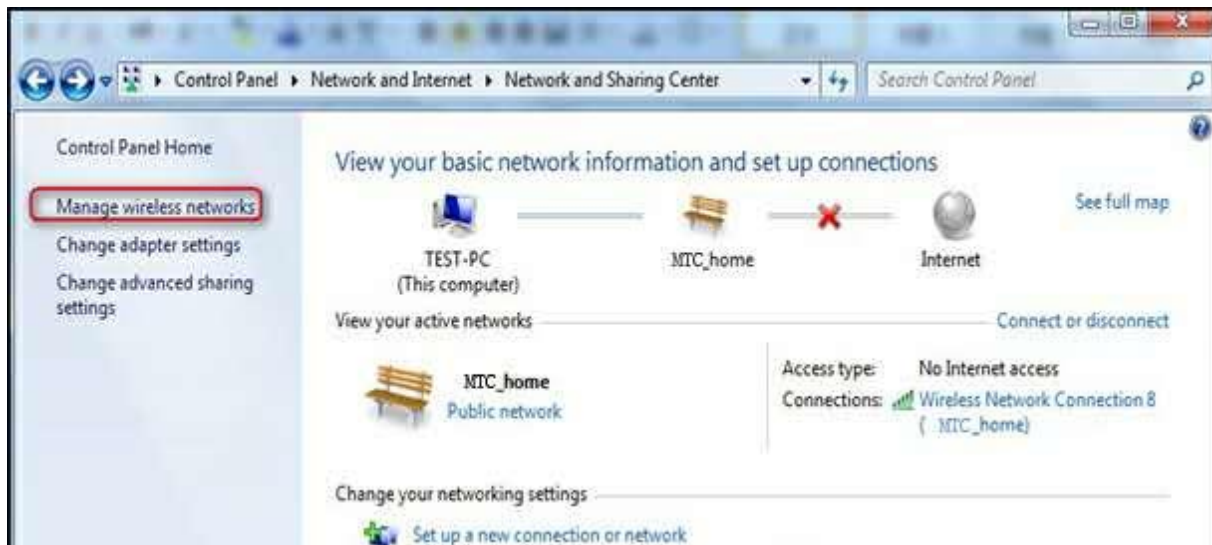 Control Panel ▸ Network and Internet ▸ Network and Sharing Center
Search Control Panel
Control Panel Home
Manage wireless networks
Change adapter settings
Change advanced sharing
settings
View your basic network information and set up connections
See full map
TEST-PC
(This computer)
MTC_home
Internet
View your active networks
Connect or disconnect
MTC_home
Public network
Access type: No Internet access
Connections: Wireless Network Connection 8
( MTC_home)
Change your networking settings
Set up a new connection or network